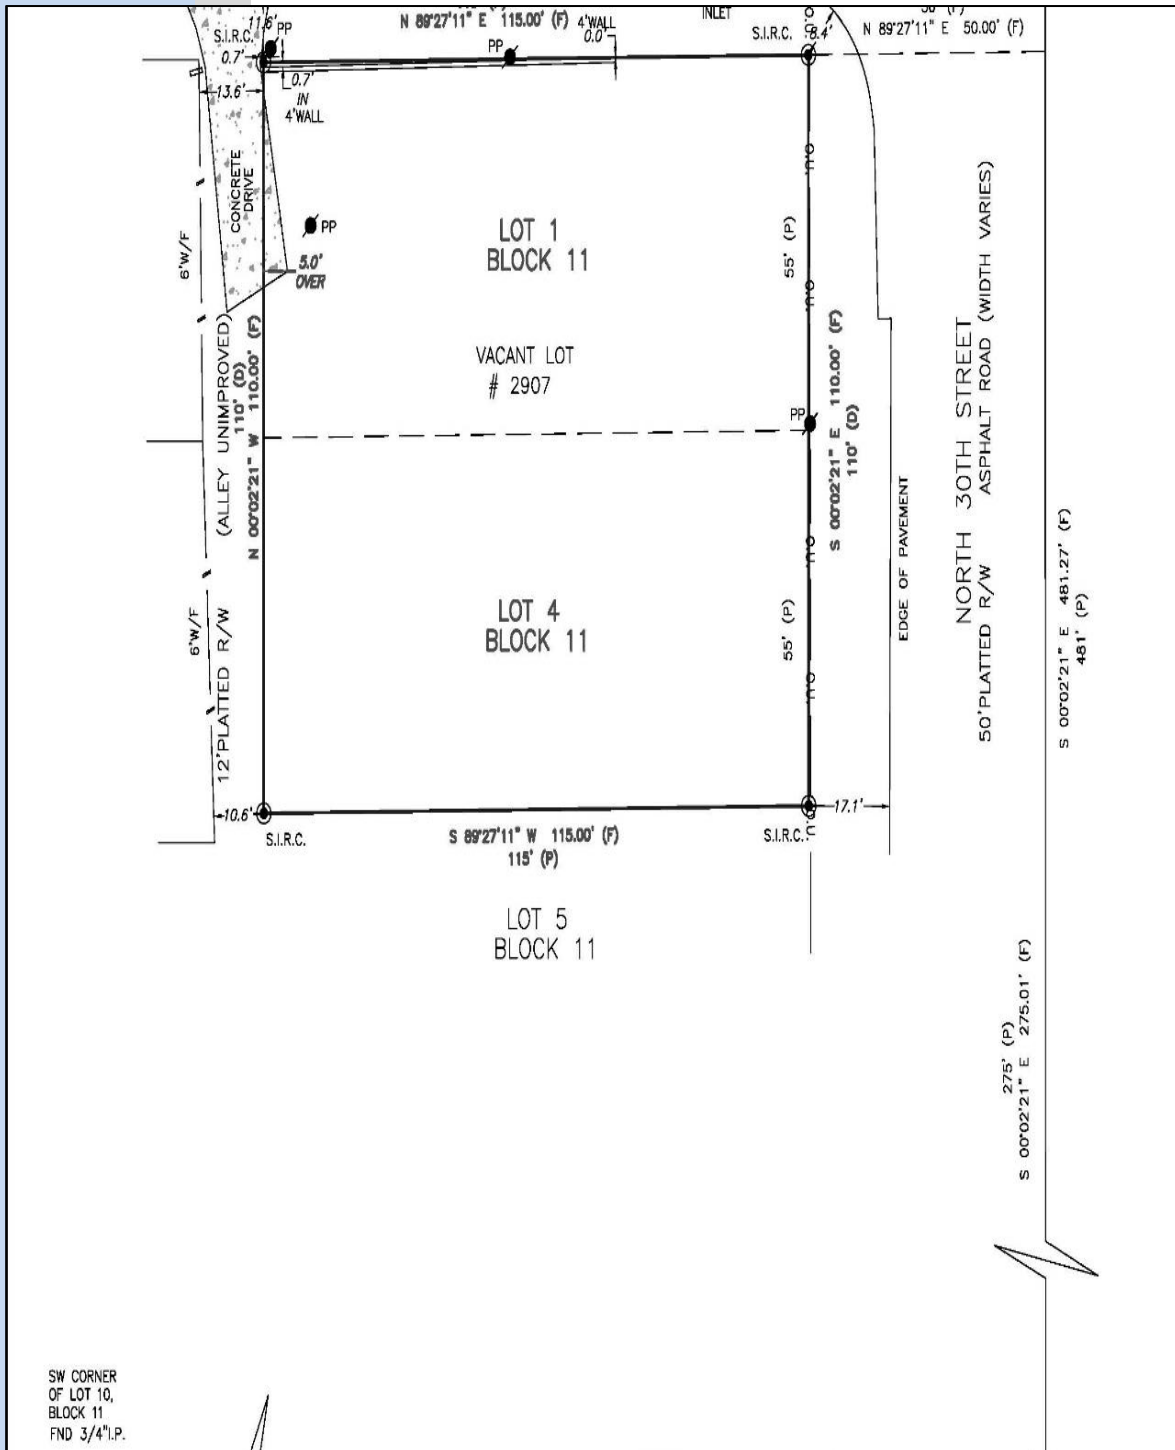 11.6'
N 89°27'11" E 115.00' (F)
4'WALL
0.0'
INLET
S.I.R.C.
PP
PP
S.I.R.C.
8.4'
N 89°27'11" E 50.00' (F)
0.7'
0.7'
IN
4'WALL
13.6'
CONCRETE
DRIVE
PP
5.0'
OVER
6'W/F
LOT 1
BLOCK 11
55' (P)
O.U.
O.U.
VACANT LOT
# 2907
(ALLEY UNIMPROVED)
110' (D)
N 00°02'21" W 110.00' (F)
PP
S 00°02'21" E 110.00' (F)
110' (D)
EDGE OF PAVEMENT
NORTH 30TH STREET
ASPHALT ROAD (WIDTH VARIES)
50'PLATTED R/W
S 00°02'21" E 481.27' (F)
481' (P)
O.U.
LOT 4
BLOCK 11
55' (P)
O.U.
6'W/F
12'PLATTED R/W
10.6'
17.1'
S.I.R.C.
S 89°27'11" W 115.00' (F)
115' (P)
S.I.R.C.
LOT 5
BLOCK 11
275' (P)
S 00°02'21" E 275.01' (F)
SW CORNER
OF LOT 10,
BLOCK 11
FND 3/4"I.P.